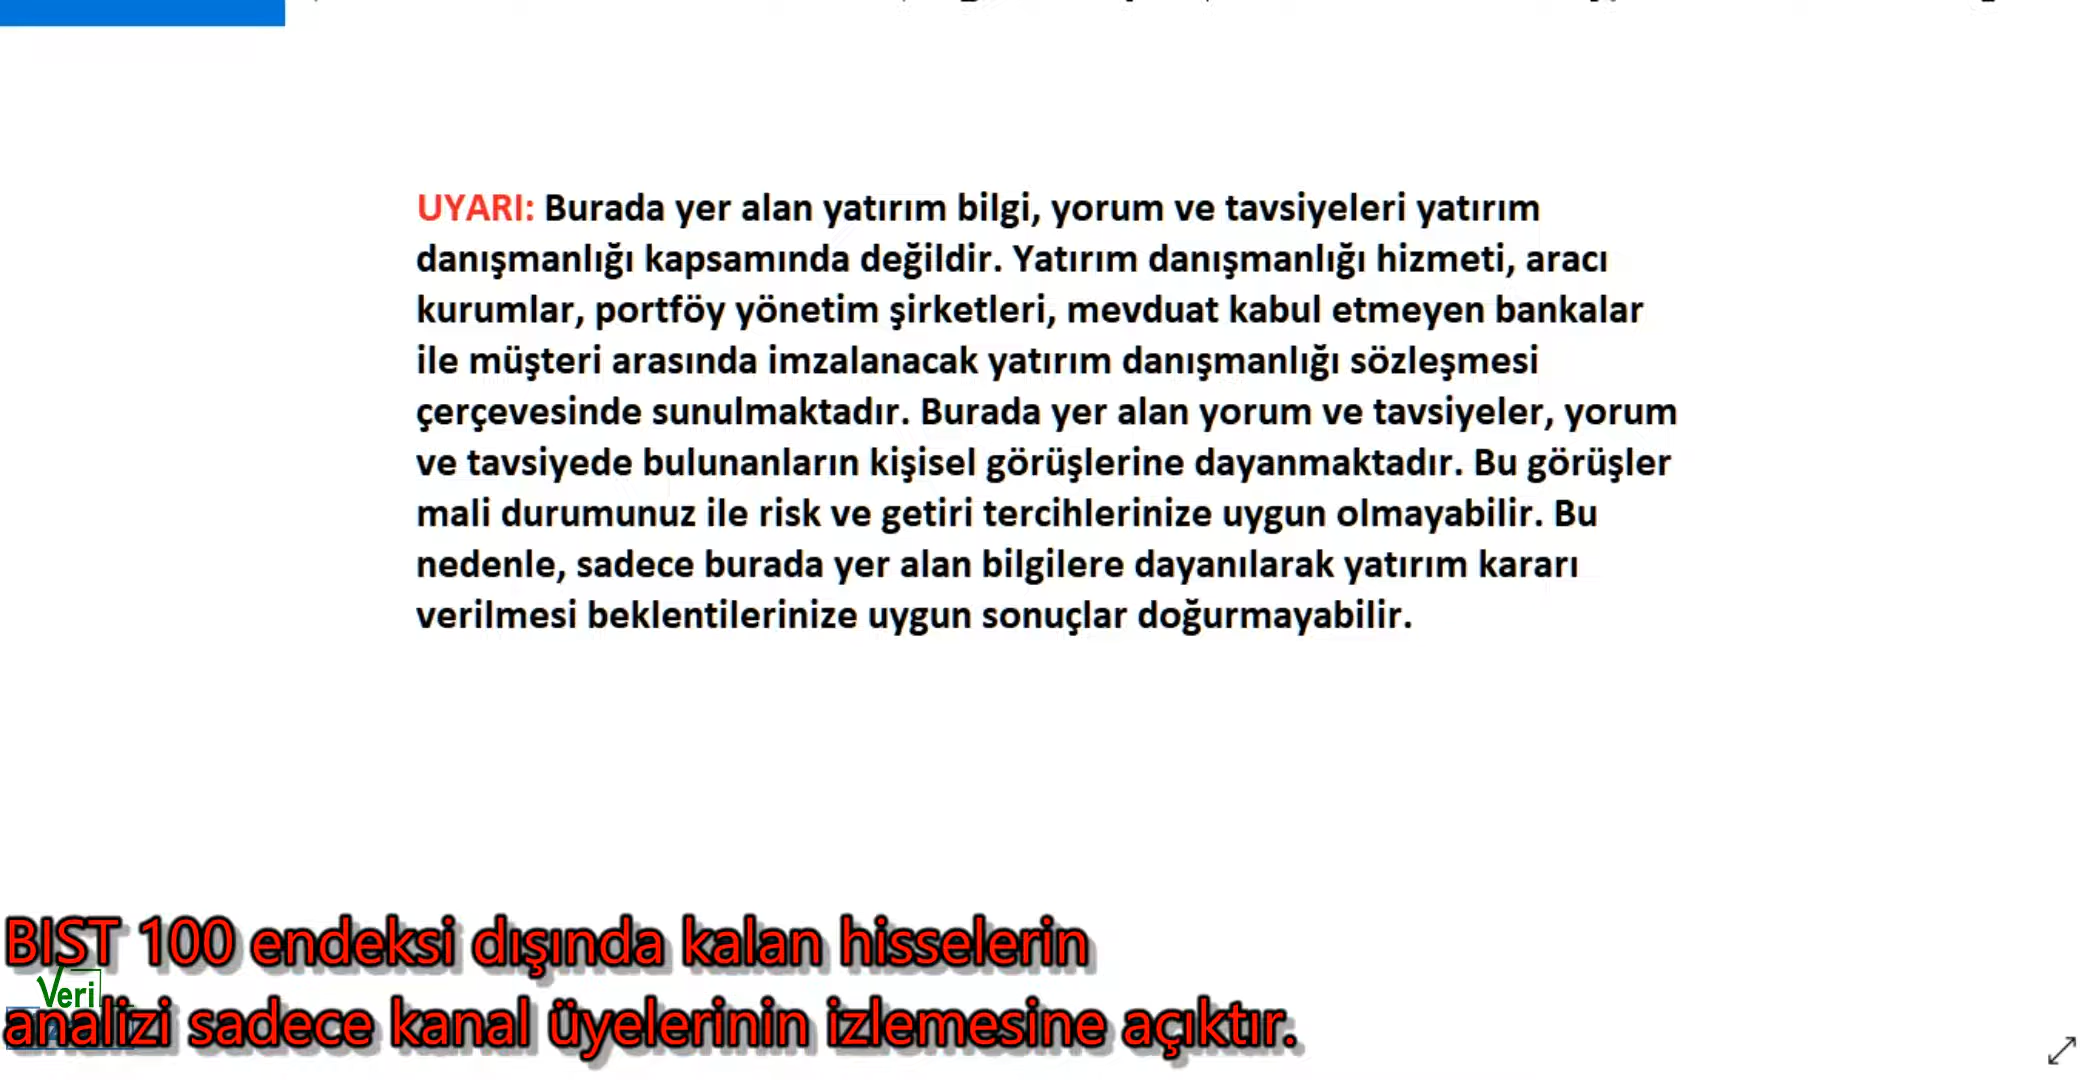 UYARI: Burada yer alan yatırım bilgi, yorum ve tavsiyeleri yatırım
danışmanlığı kapsamında değildir. Yatırım danışmanlığı hizmeti, aracı
kurumlar, portföy yönetim şirketleri, mevduat kabul etmeyen bankalar
ile müşteri arasında imzalanacak yatırım danışmanlığı sözleşmesi
çerçevesinde sunulmaktadır. Burada yer alan yorum ve tavsiyeler, yorum
ve tavsiyede bulunanların kişisel görüşlerine dayanmaktadır. Bu görüşler
mali durumunuz ile risk ve getiri tercihlerinize uygun olmayabilir. Bu
nedenle, sadece burada yer alan bilgilere dayanılarak yatırım kararı
verilmesi beklentilerinize uygun sonuçlar doğurmayabilir.
BIST 100 endeksi dışında kalan hisselerin
Veri
analizi sadece kanal üyelerinin izlemesine açıktır.